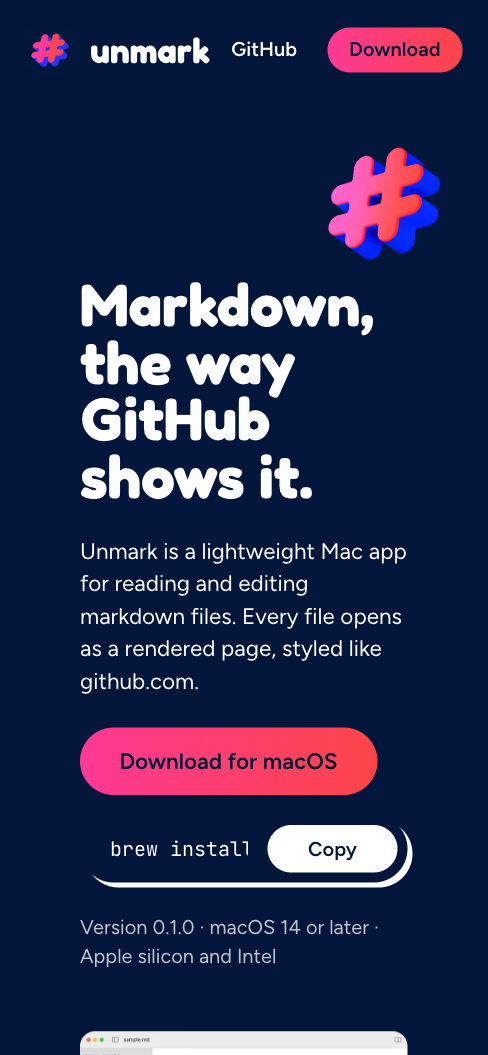 unmark GitHub Download
Markdown,
the way
GitHub
shows it.
Unmark is a lightweight Mac app
for reading and editing
markdown files. Every file opens
as a rendered page, styled like
github.com.
Download for macOS
brew install Copy
Version 0.1.0 · macOS 14 or later ·
Apple silicon and Intel
sample.md